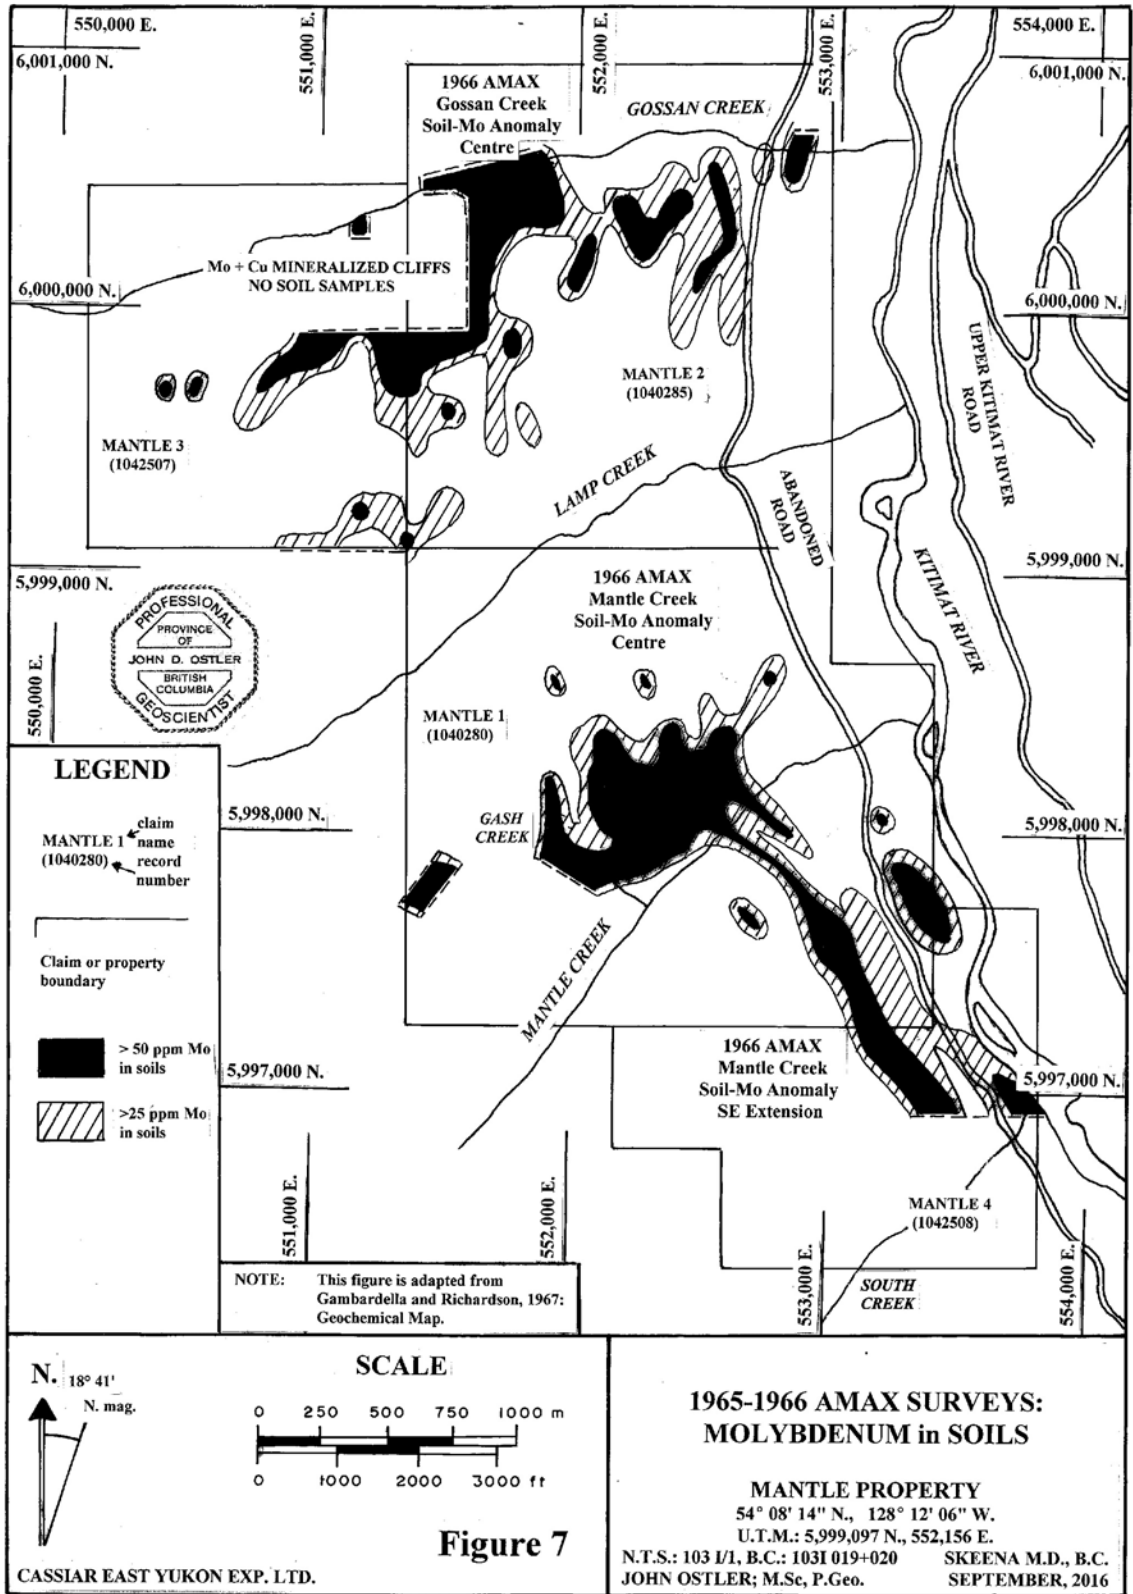 550,000 E.
551,000 E.
552,000 E.
553,000 E.
554,000 E.
6,001,000 N.
6,001,000 N.
1966 AMAX
Gossan Creek
Soil-Mo Anomaly
Centre
GOSSAN CREEK
Mo + Cu MINERALIZED CLIFFS
NO SOIL SAMPLES
6,000,000 N.
6,000,000 N.
UPPER KITIMAT RIVER
ROAD
MANTLE 2
(1040285)
MANTLE 3
(1042507)
LAMP CREEK
ABANDONED
ROAD
KITIMAT RIVER
5,999,000 N.
5,999,000 N.
1966 AMAX
Mantle Creek
Soil-Mo Anomaly
Centre
PROFESSIONAL
PROVINCE
OF
JOHN D. OSTLER
BRITISH
COLUMBIA
GEOSCIENTIST
550,000 E.
MANTLE 1
(1040280)
GASH
CREEK
5,998,000 N.
5,998,000 N.
MANTLE CREEK
1966 AMAX
Mantle Creek
Soil-Mo Anomaly
SE Extension
5,997,000 N.
5,997,000 N.
MANTLE 4
(1042508)
SOUTH
CREEK
551,000 E.
552,000 E.
553,000 E.
554,000 E.
LEGEND
MANTLE 1
(1040280)
claim
name
record
number
Claim or property
boundary
> 50 ppm Mo
in soils
>25 ppm Mo
in soils
NOTE: This figure is adapted from
Gambardella and Richardson, 1967:
Geochemical Map.
N. 18° 41'
N. mag.
SCALE
0 250 500 750 1000 m
0 1000 2000 3000 ft
Figure 7
CASSIAR EAST YUKON EXP. LTD.
1965-1966 AMAX SURVEYS:
MOLYBDENUM in SOILS
MANTLE PROPERTY
54° 08' 14" N., 128° 12' 06" W.
U.T.M.: 5,999,097 N., 552,156 E.
N.T.S.: 103 I/1, B.C.: 103I 019+020 SKEENA M.D., B.C.
JOHN OSTLER; M.Sc, P.Geo. SEPTEMBER, 2016